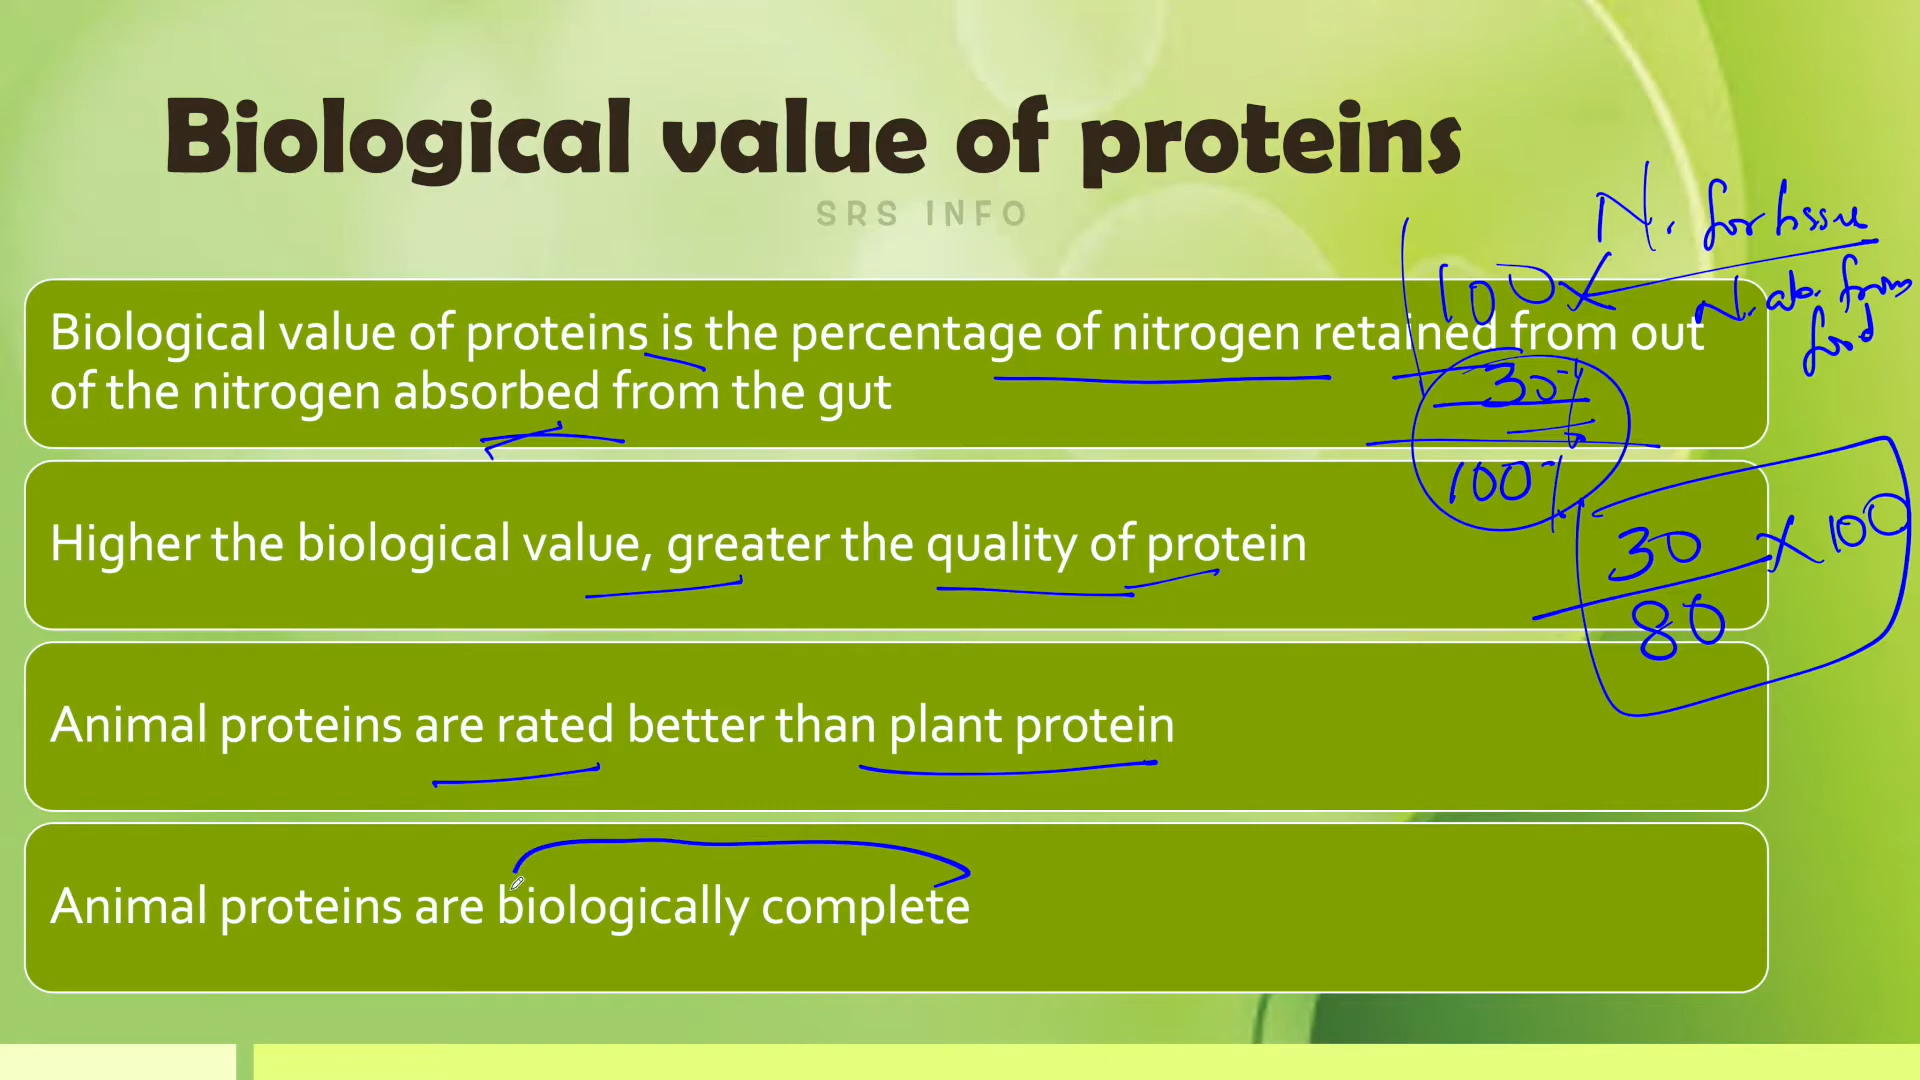 Biological value of proteins
SRS INFO
N. for tissue
100 ×
N. ab. from
food
Biological value of proteins is the percentage of nitrogen retained from out
of the nitrogen absorbed from the gut
30%
100%
Higher the biological value, greater the quality of protein
30 × 100
80
Animal proteins are rated better than plant protein
Animal proteins are biologically complete